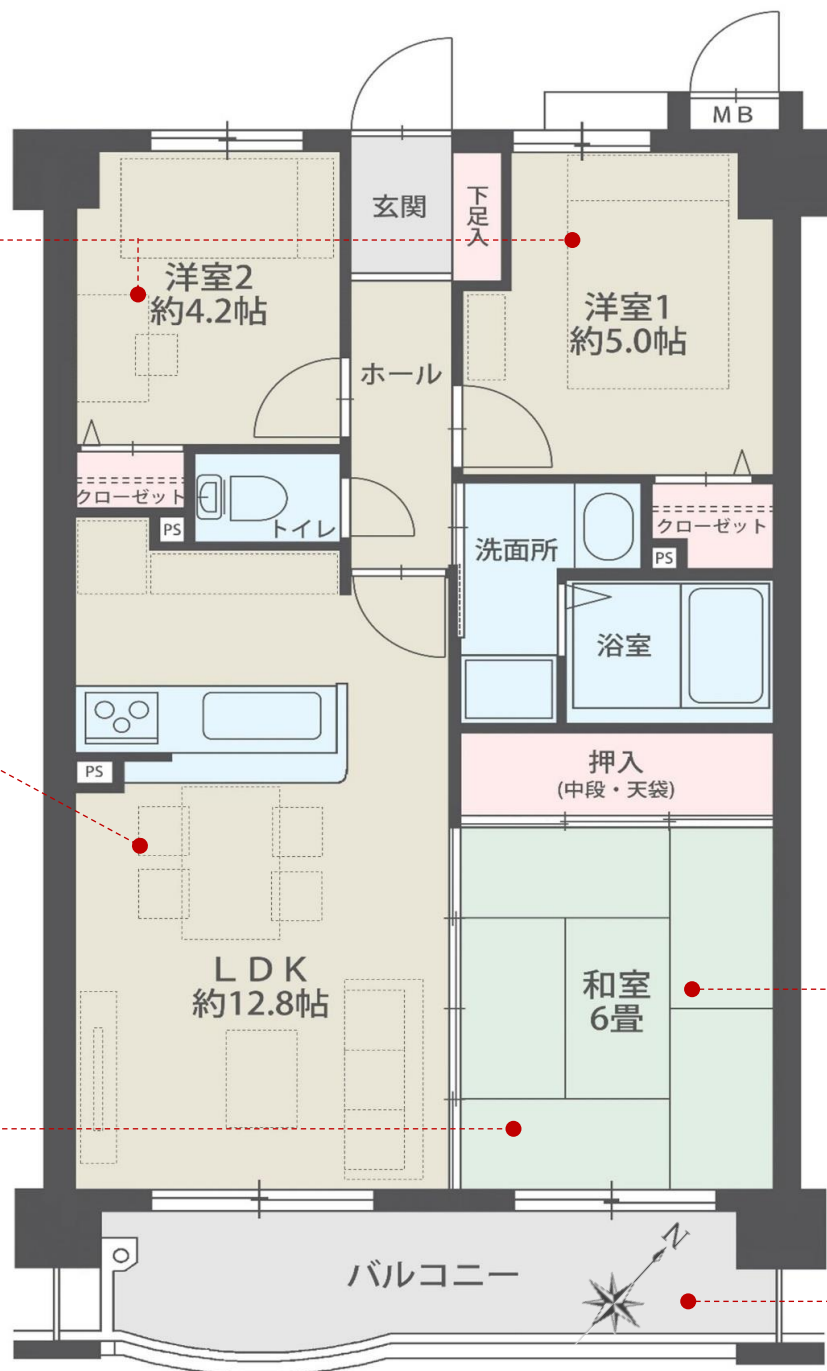 MB
玄関
下足入
洋室2
約4.2帖
洋室1
約5.0帖
ホール
クローゼット
PS
トイレ
洗面所
クローゼット
PS
浴室
PS
押入
(中段・天袋)
LDK
約12.8帖
和室
6畳
バルコニー
N